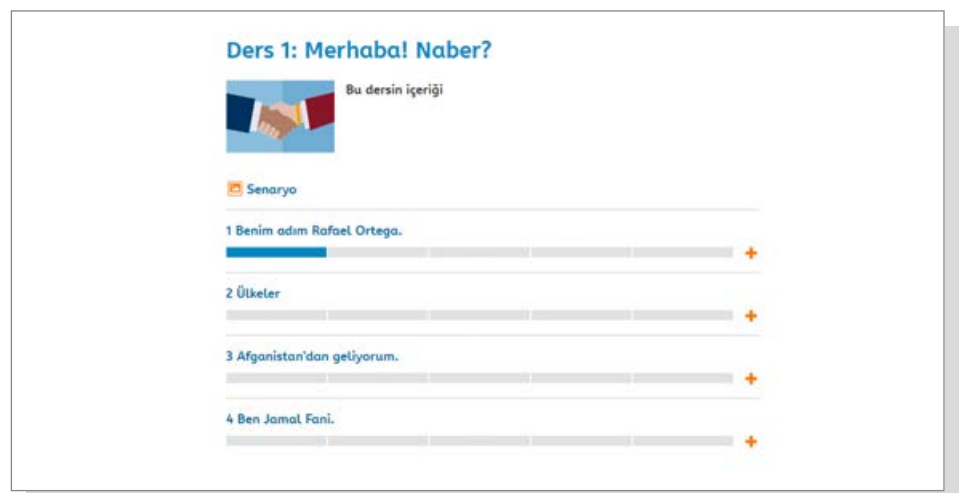 Ders 1: Merhaba! Naber?
Bu dersin içeriği
Senaryo
1 Benim adım Rafael Ortega.
2 Ülkeler
3 Afganistan'dan geliyorum.
4 Ben Jamal Fani.